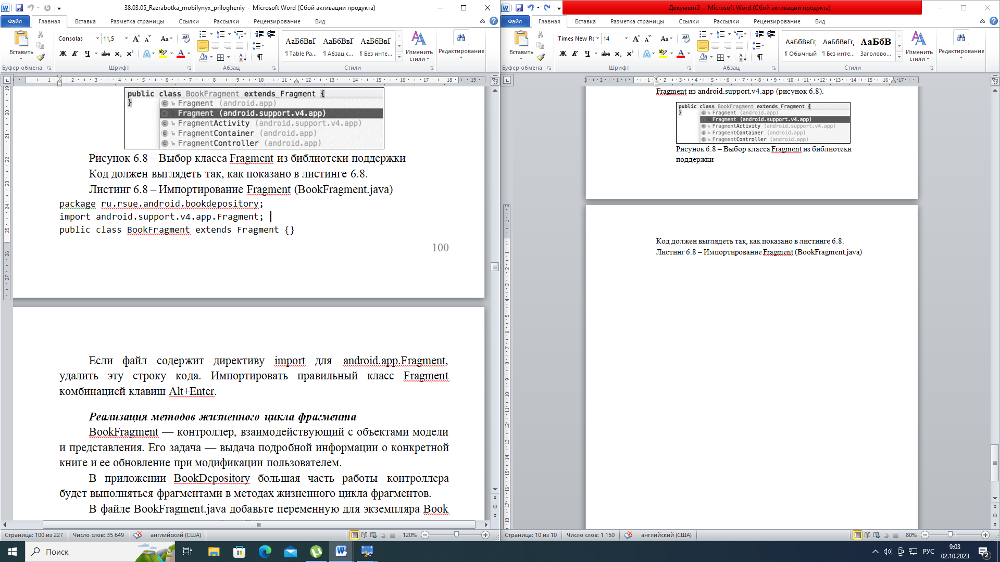 38.03.05_Razrabotka_mobilynyx_prilogheniy - Microsoft Word (Сбой активации продукта)
Файл Главная Вставка Разметка страницы Ссылки Рассылки Рецензирование Вид
Consolas 11,5
Вставить
Ж К Ч abc x₂ x²
АаБбВвГ АаБбВвГ АаБбВвГ
¶ Table Pa... ¶ Абзац с... ¶ Без инте...
Изменить стили
Редактирование
Буфер обмена Шрифт Абзац Стили
public class BookFragment extends Fragment {
}
Fragment (android.app)
Fragment (android.support.v4.app)
FragmentActivity (android.support.v4.app)
FragmentContainer (android.app)
FragmentController (android.app)
Рисунок 6.8 – Выбор класса Fragment из библиотеки поддержки
Код должен выглядеть так, как показано в листинге 6.8.
Листинг 6.8 – Импортирование Fragment (BookFragment.java)
package ru.rsue.android.bookdepository;
import android.support.v4.app.Fragment;
public class BookFragment extends Fragment {}
100
Если файл содержит директиву import для android.app.Fragment,
удалить эту строку кода. Импортировать правильный класс Fragment
комбинацией клавиш Alt+Enter.
Реализация методов жизненного цикла фрагмента
BookFragment — контроллер, взаимодействующий с объектами модели
и представления. Его задача — выдача подробной информации о конкретной
книге и ее обновление при модификации пользователем.
В приложении BookDepository большая часть работы контроллера
будет выполняться фрагментами в методах жизненного цикла фрагментов.
В файле BookFragment.java добавьте переменную для экземпляра Book
Страница: 100 из 227 Число слов: 35 649 английский (США) 120%
Документ2 - Microsoft Word (Сбой активации продукта)
Файл Главная Вставка Разметка страницы Ссылки Рассылки Рецензирование Вид
Times New Rc 14
Вставить
Ж К Ч abc x₂ x²
АаБбВвГг, АаБбВвГг, АаБбВ
¶ Обычный ¶ Без инте... Заголово...
Изменить стили
Редактирование
Буфер обмена Шрифт Абзац Стили
Fragment из android.support.v4.app (рисунок 6.8).
public class BookFragment extends Fragment {
}
Fragment (android.app)
Fragment (android.support.v4.app)
FragmentActivity (android.support.v4.app)
FragmentContainer (android.app)
FragmentController (android.app)
Рисунок 6.8 – Выбор класса Fragment из библиотеки
поддержки
Код должен выглядеть так, как показано в листинге 6.8.
Листинг 6.8 – Импортирование Fragment (BookFragment.java)
Страница: 10 из 10 Число слов: 1 150 английский (США) 80%
Поиск
РУС
9:03
02.10.2023
2